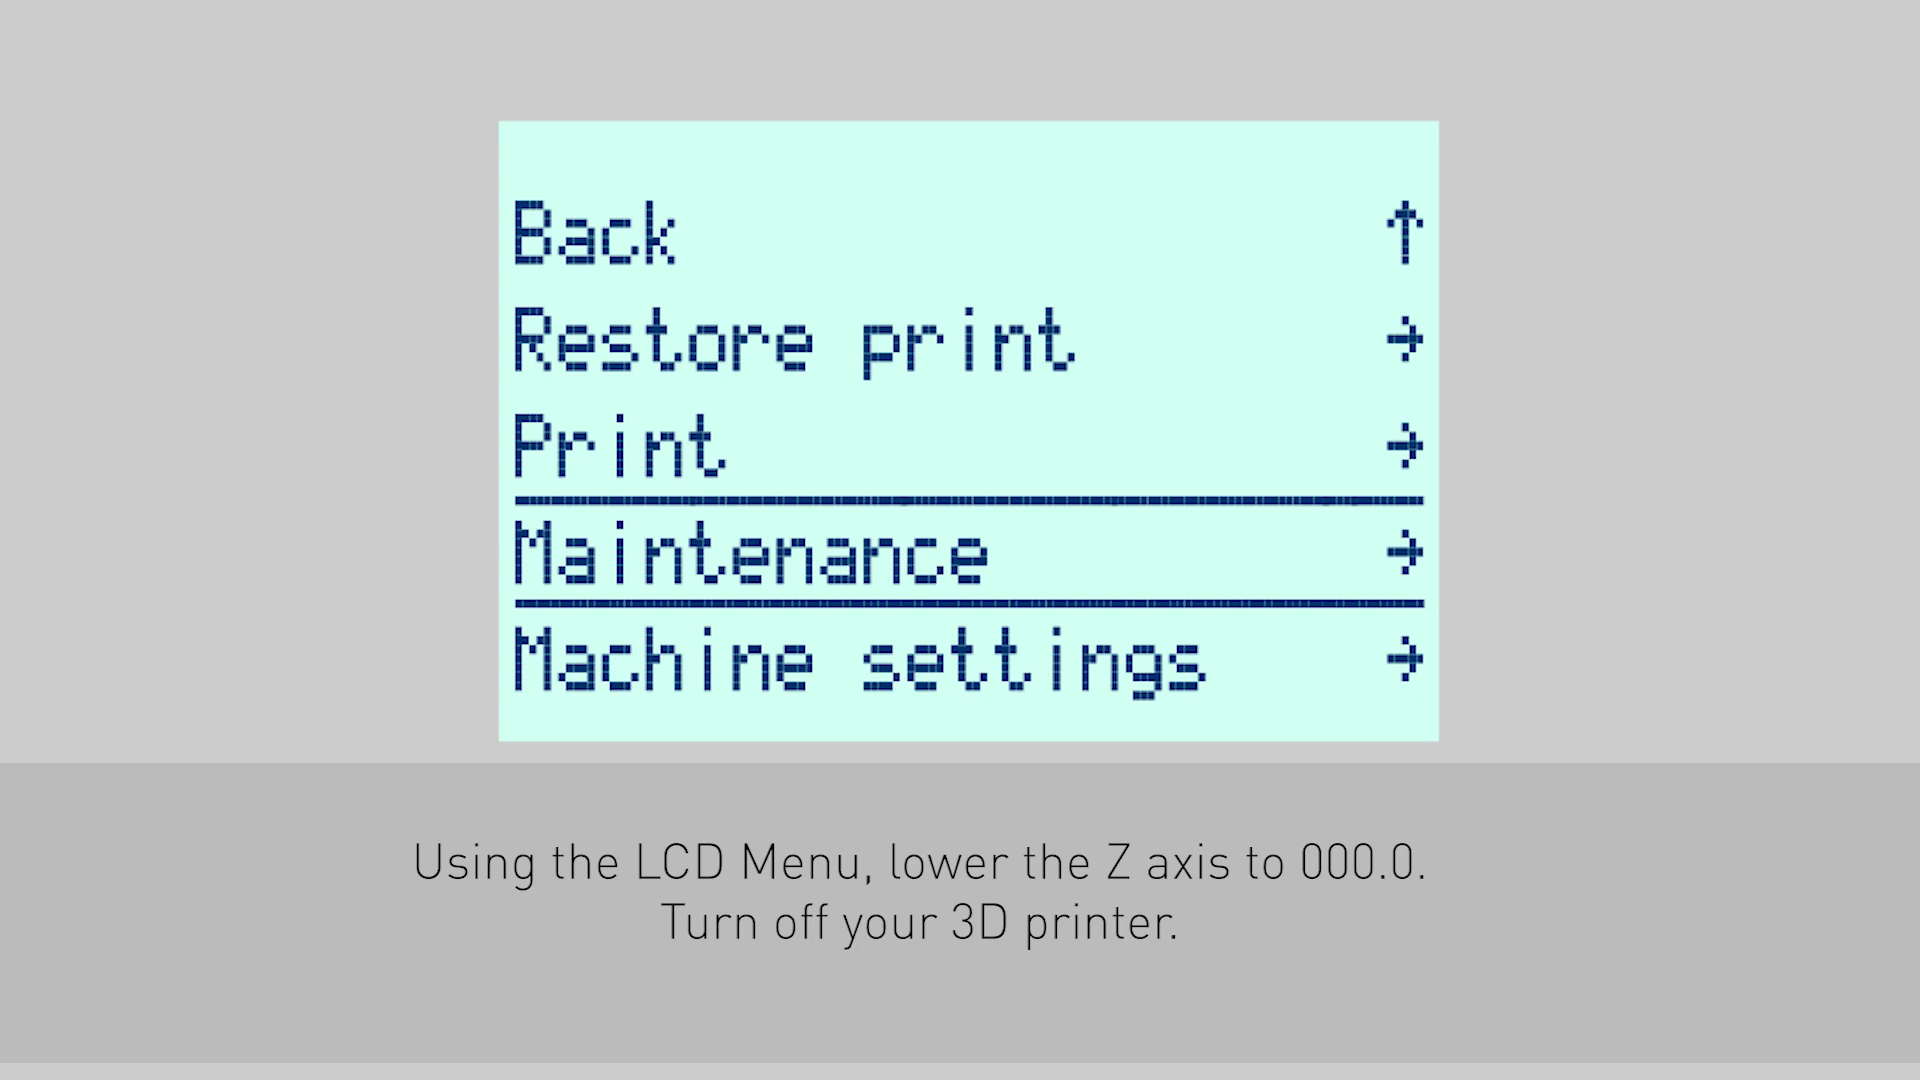 Back ↑
Restore print →
Print →
Maintenance →
Machine settings →
Using the LCD Menu, lower the Z axis to 000.0.
Turn off your 3D printer.